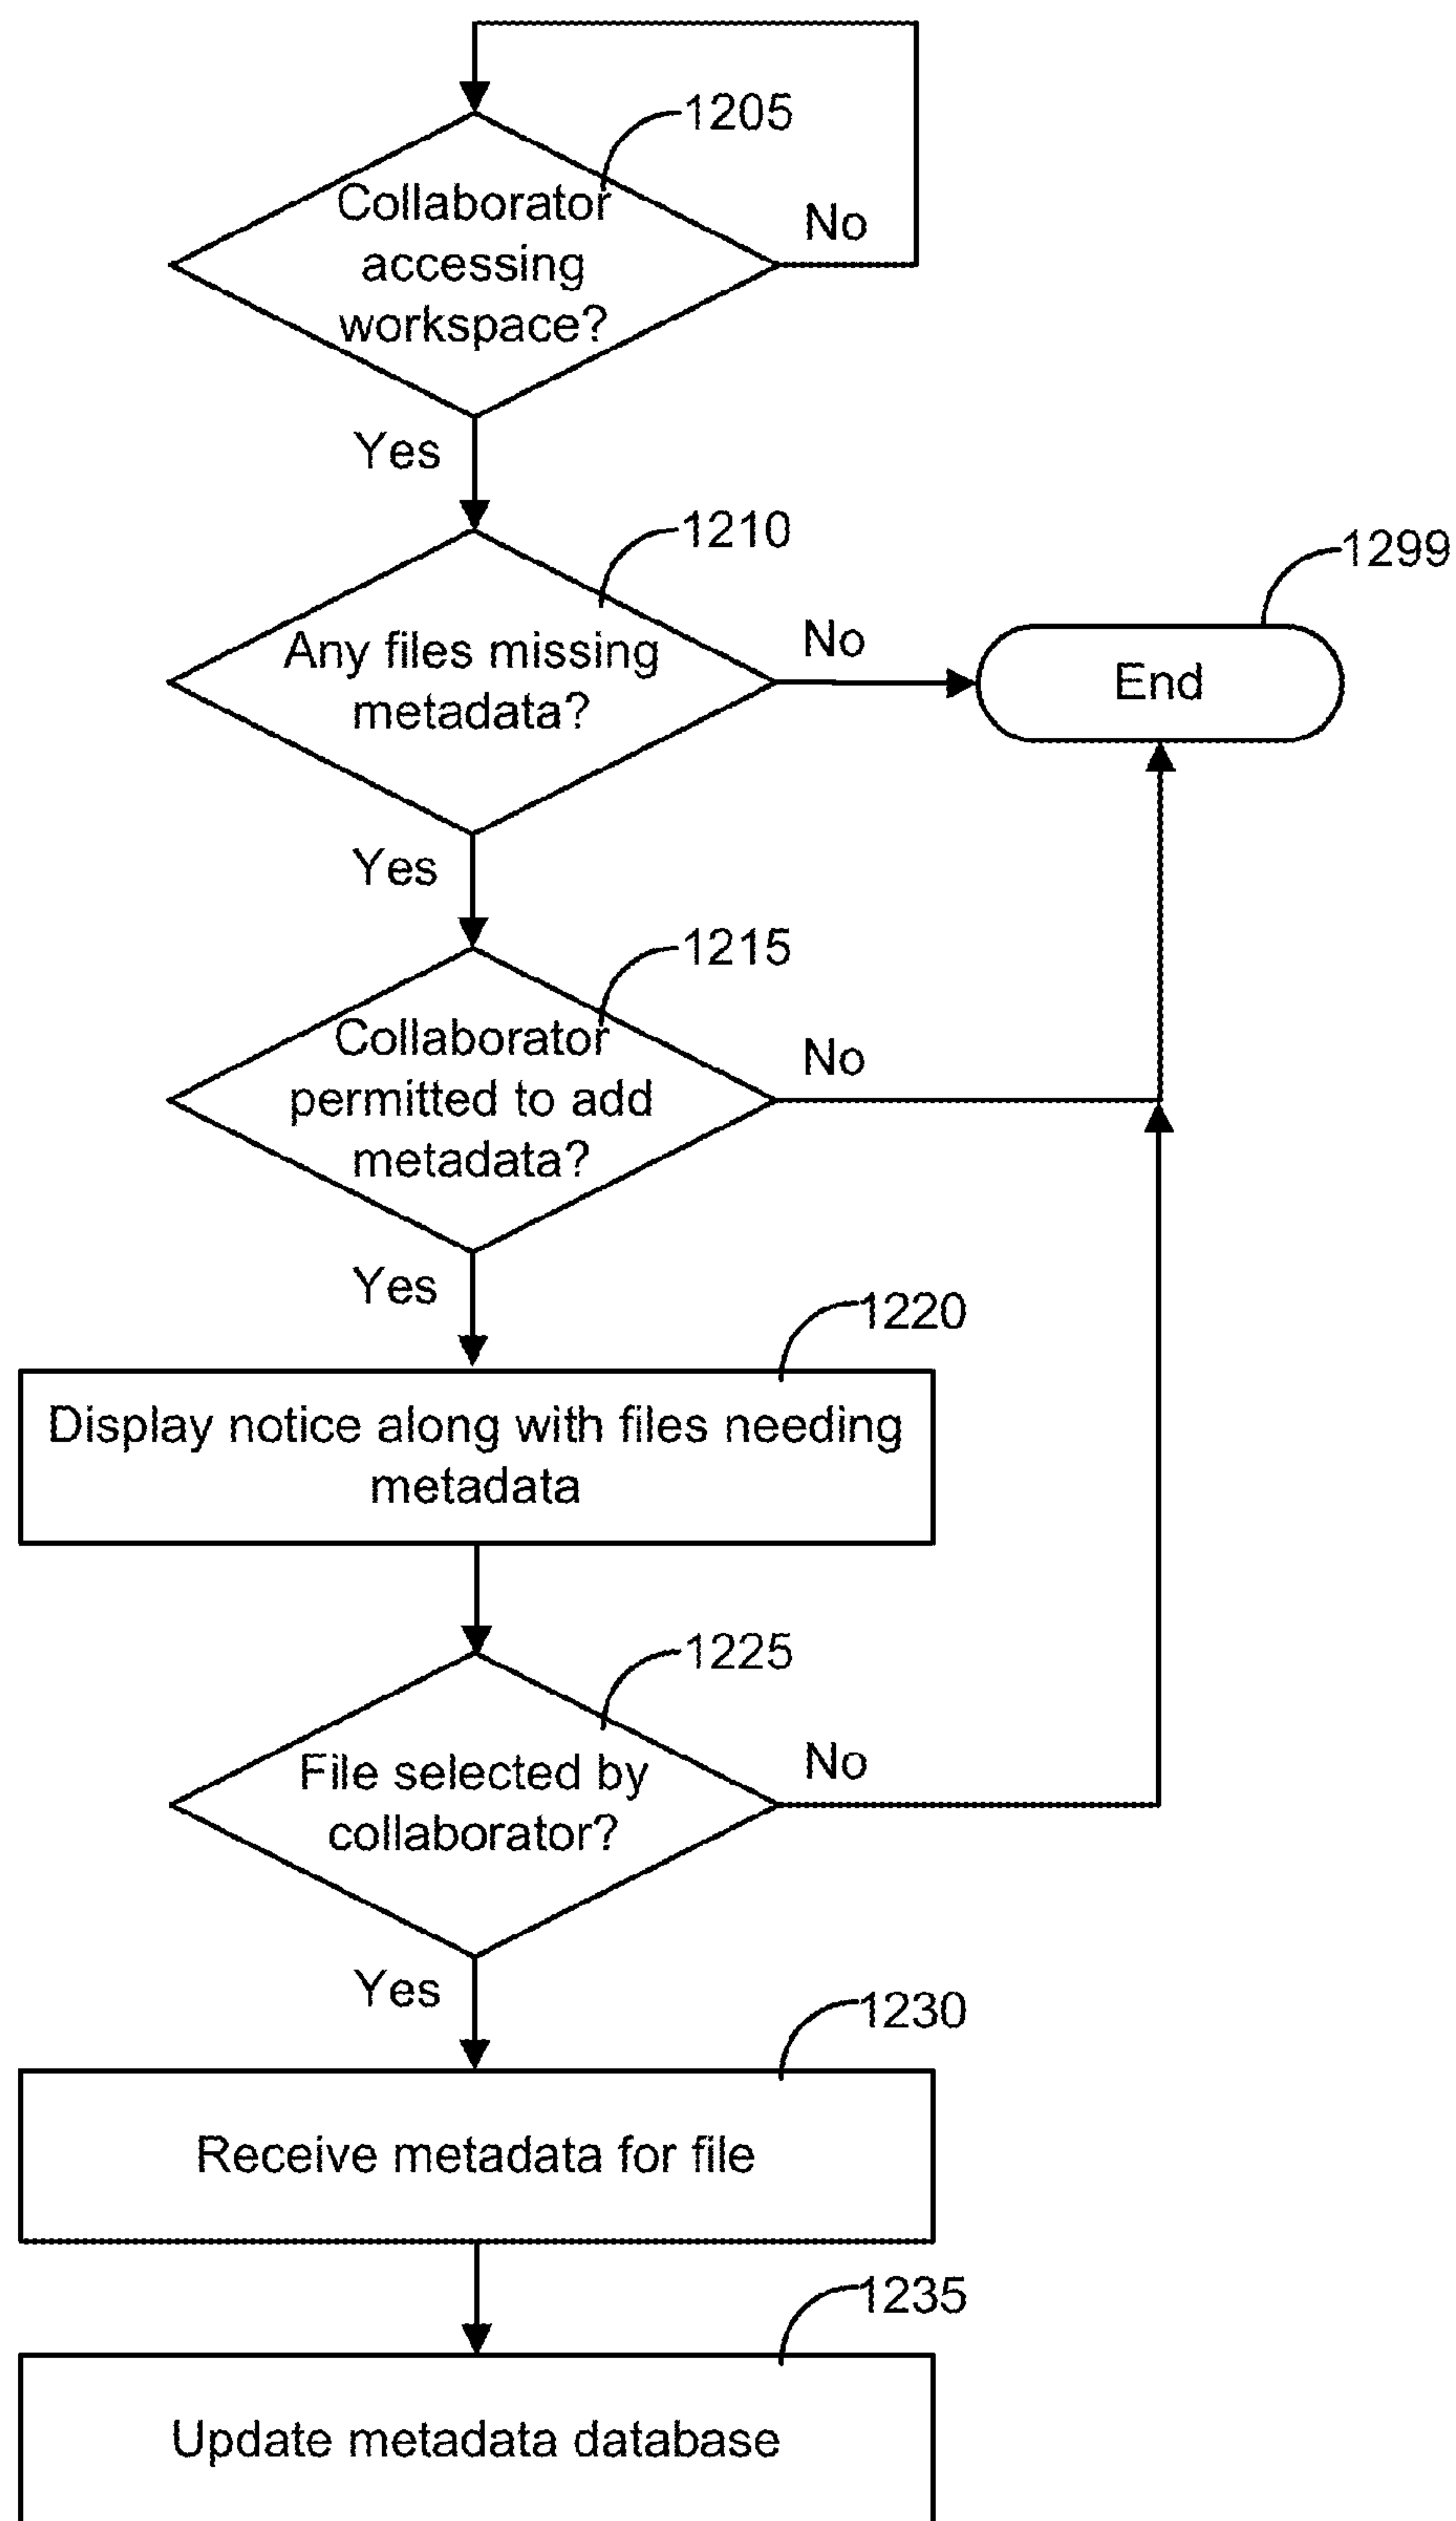 1205
Collaborator
accessing
workspace?
No
Yes
1210
Any files missing
metadata?
No
1299
End
Yes
1215
Collaborator
permitted to add
metadata?
No
Yes
1220
Display notice along with files needing
metadata
1225
File selected by
collaborator?
No
Yes
1230
Receive metadata for file
1235
Update metadata database